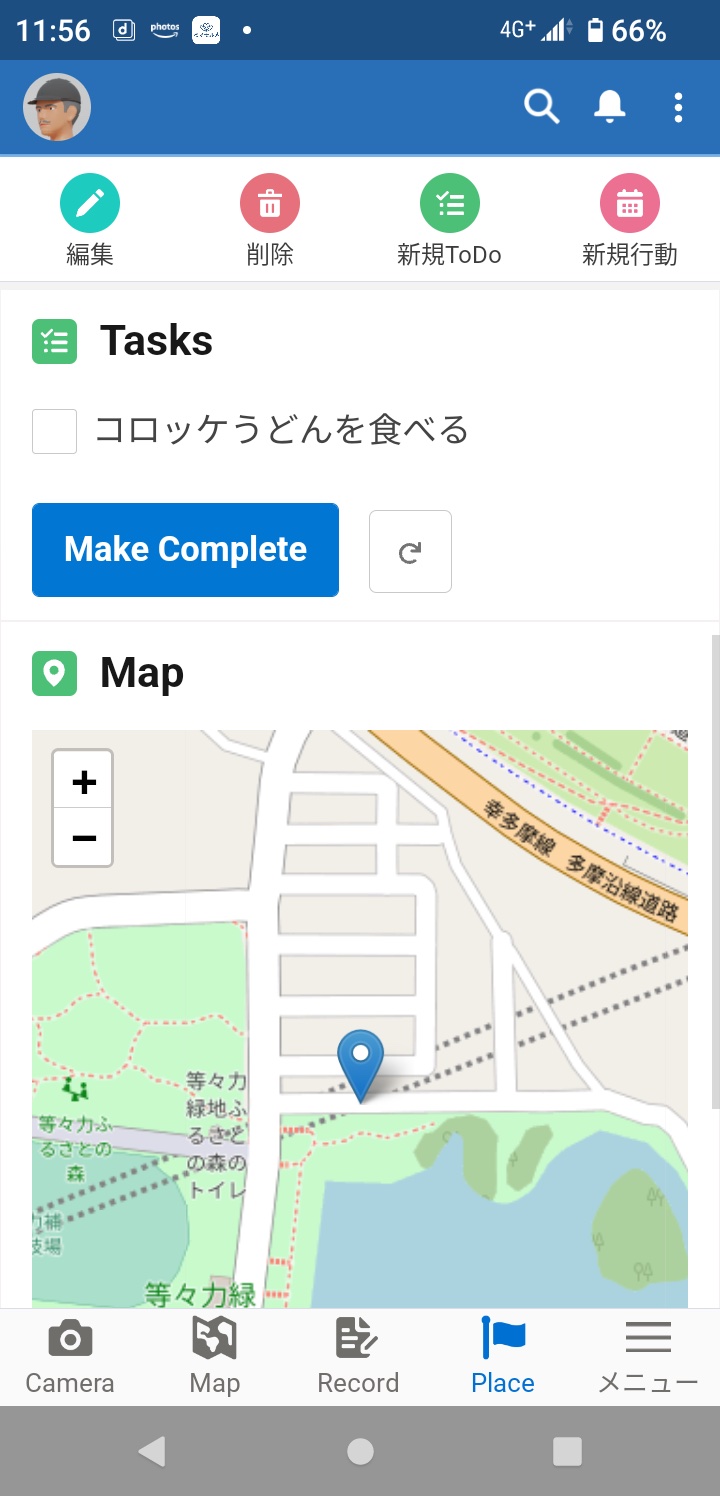 11:56
photos
4G+
66%
編集
削除
新規ToDo
新規行動
Tasks
コロッケうどんを食べる
Make Complete
Map
+
−
幸多摩線 多摩沿線道路
等々力
緑地ふ
るさと
の森の
トイレ
等々力ふ
るさとの
森
力補
技場
等々力緑
Camera
Map
Record
Place
メニュー